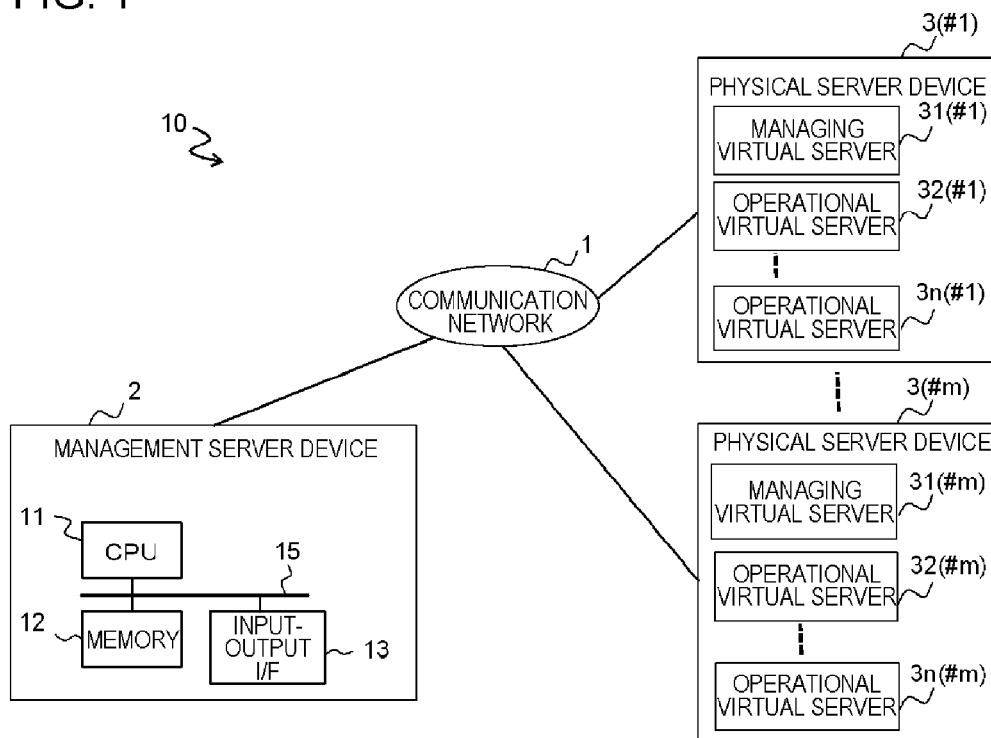 FIG. 1
10
1
COMMUNICATION
NETWORK
3(#1)
PHYSICAL SERVER DEVICE
31(#1)
MANAGING
VIRTUAL SERVER
32(#1)
OPERATIONAL
VIRTUAL SERVER
3n(#1)
OPERATIONAL
VIRTUAL SERVER
2
MANAGEMENT SERVER DEVICE
11
CPU
15
12
MEMORY
INPUT-
OUTPUT
I/F
13
3(#m)
PHYSICAL SERVER DEVICE
31(#m)
MANAGING
VIRTUAL SERVER
32(#m)
OPERATIONAL
VIRTUAL SERVER
3n(#m)
OPERATIONAL
VIRTUAL SERVER